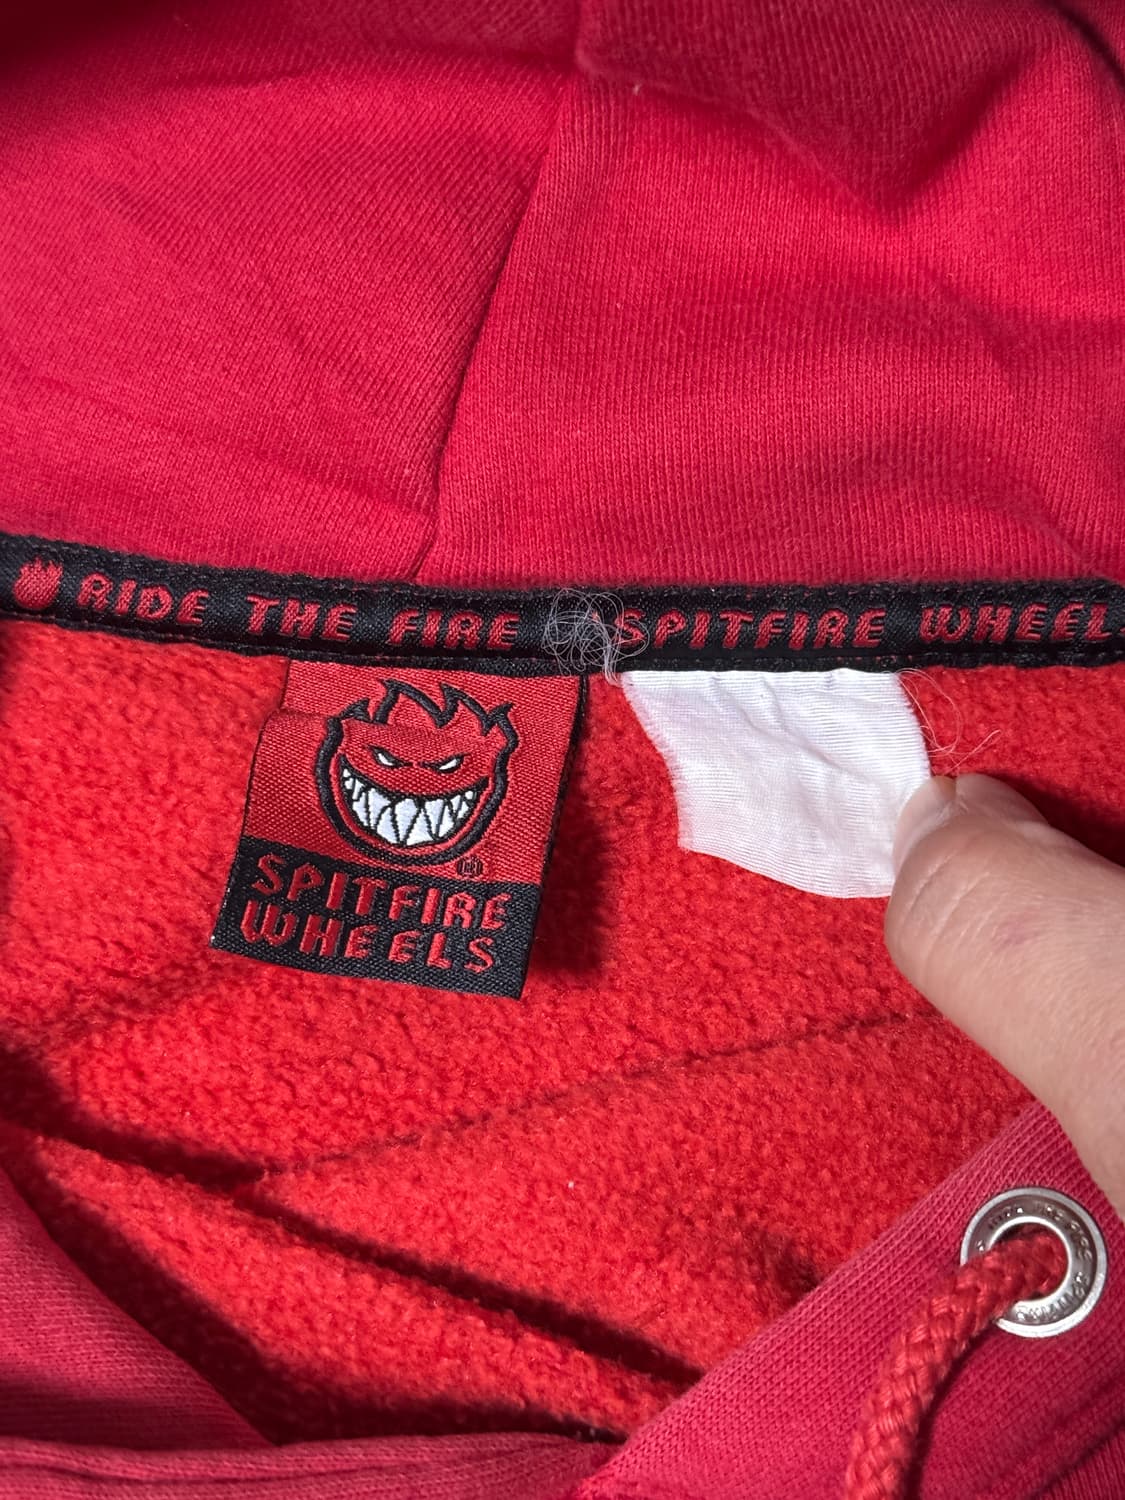 RIDE THE FIRE SPITFIRE WHEEL
®
SPITFIRE
WHEELS